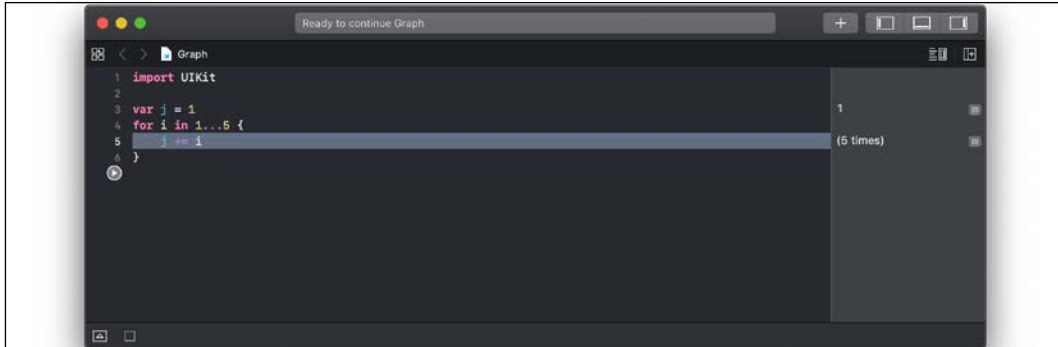 Ready to continue Graph
Graph
1 import UIKit
2
3 var j = 1
1
4 for i in 1...5 {
5 j += i
(5 times)
6 }